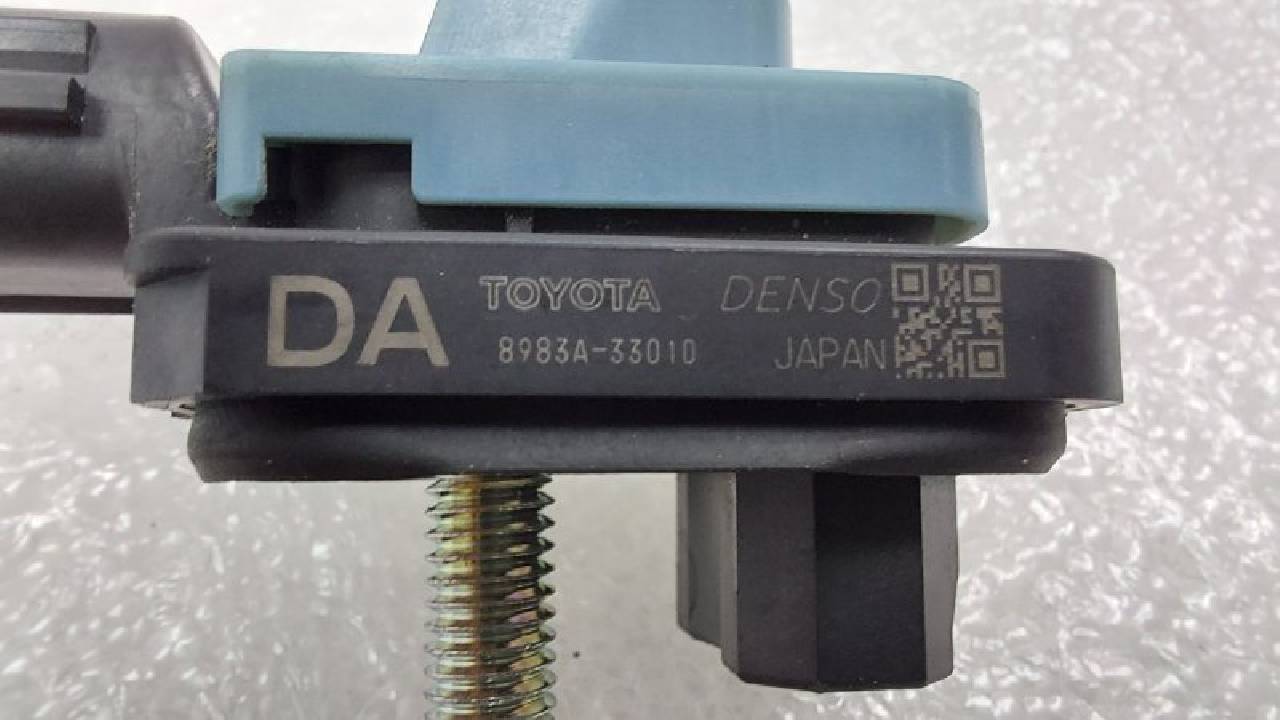 DA TOYOTA DENSO
8983A-33010 JAPAN